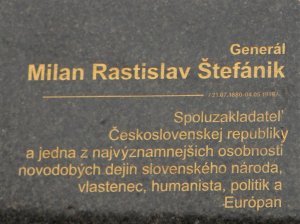 Generál
Milan Rastislav Štefánik
/ 21.07.1880-04.05.1919/
Spoluzakladateľ
Československej republiky
a jedna z najvýznamnejších osobností
novodobých dejín slovenského národa,
vlastenec, humanista, politik a
Európan